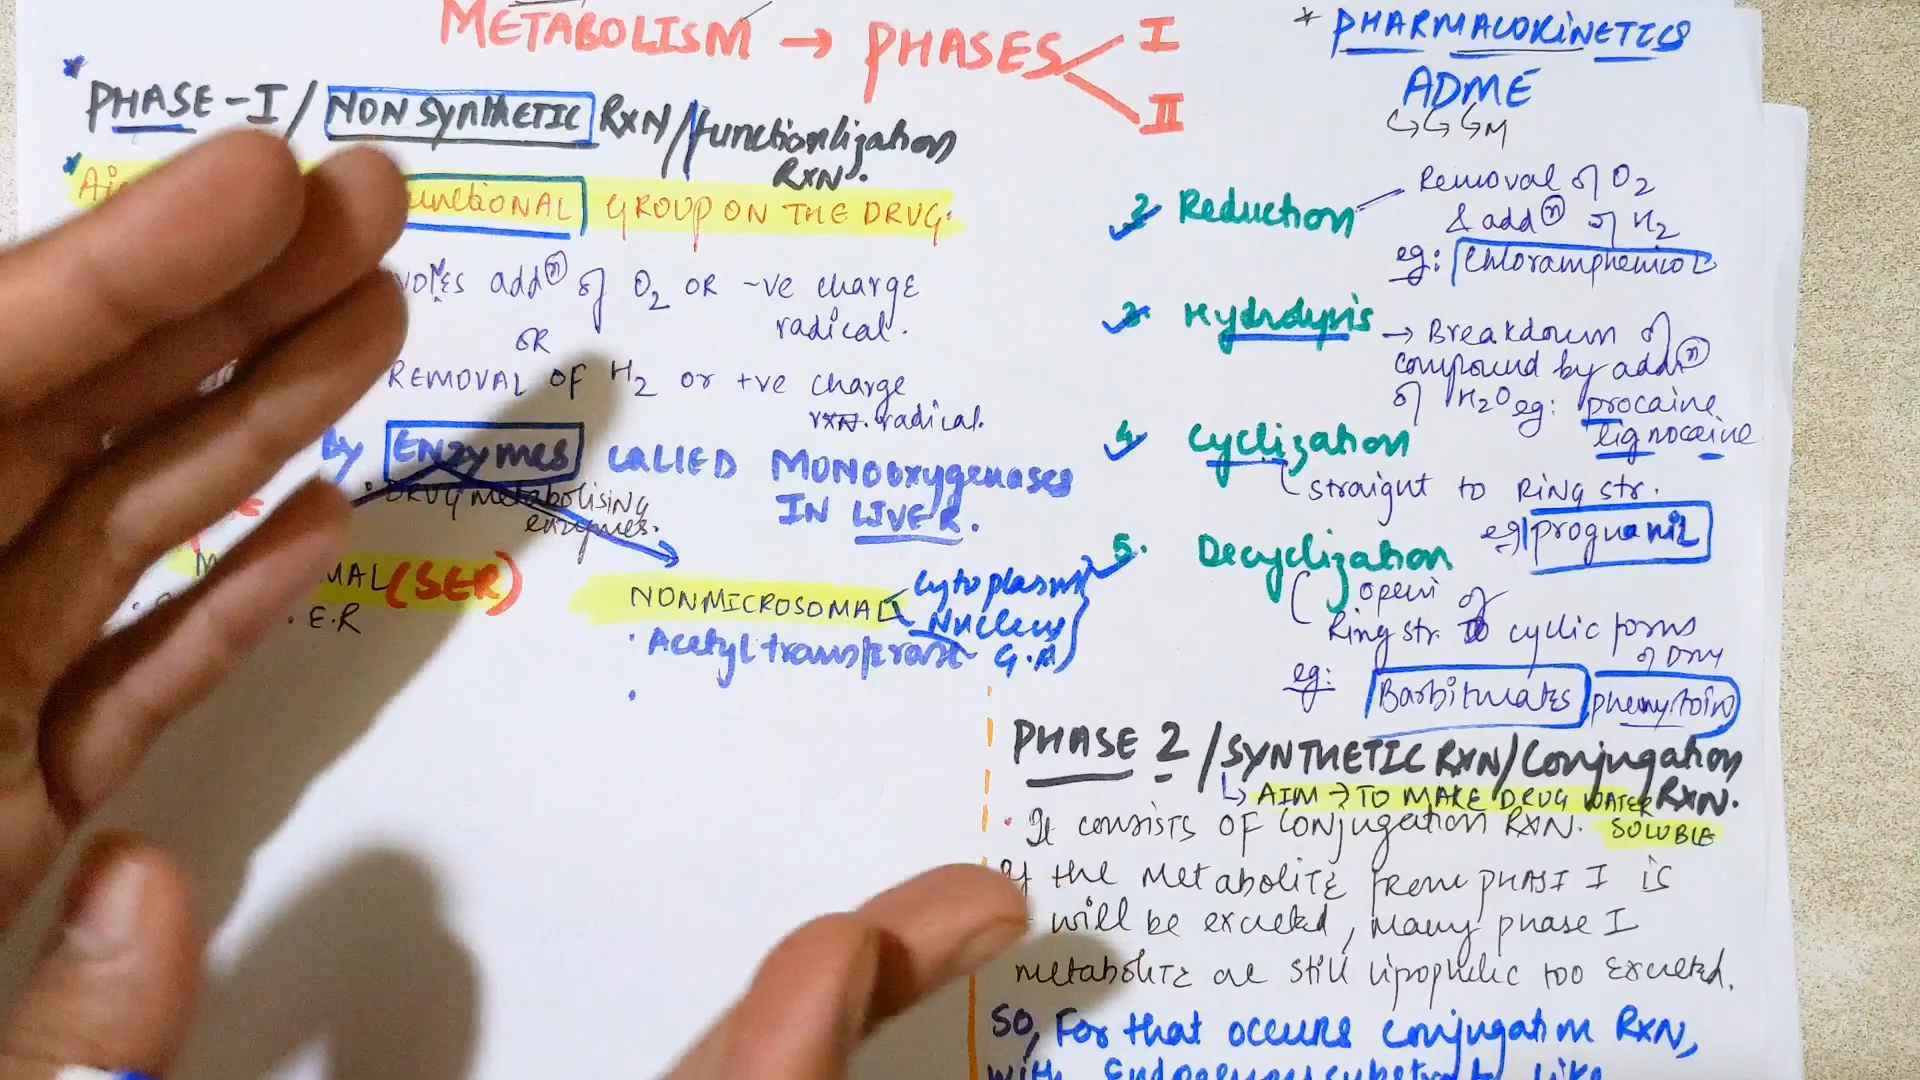 METABOLISM → PHASES I
II
* PHARMACOKINETICS
ADME
* PHASE-I / NON SYNTHETIC RXN / functionlization
RXN.
* GROUP ON THE DRUG.
add(n) of O2 OR -ve charge
radical.
OR
REMOVAL OF H2 or +ve charge
radical.
By ENZYMES CALLED MONOOXYGENASES
IN LIVER.
• DRUG metabolising
enzymes.
(SER)
• E.R
NONMICROSOMAL Cytoplasm
Nucleus
• Acetyl transferase
2. Reduction Removal of O2
& add(n) of H2
eg: Chloramphenicol
3. Hydrolysis → Breakdown of
compound by add(n)
of H2O eg: procaine
lignocaine
4. Cyclization
straight to Ring str.
eg proguanil
5. Decyclization
of
Ring str. cyclic forms
of Drug
eg: Barbiturates phenytoin
PHASE 2 / SYNTHETIC RXN / Conjugation
RXN.
↳ AIM → TO MAKE DRUG WATER
SOLUBLE
• It consists OF CONJugation RXN.
If the Metabolite from PHASE I is
will be excreted, Many phase I
metabolite are still lipophilic too Excreted.
SO, For that occurs conjugation RXN,
with